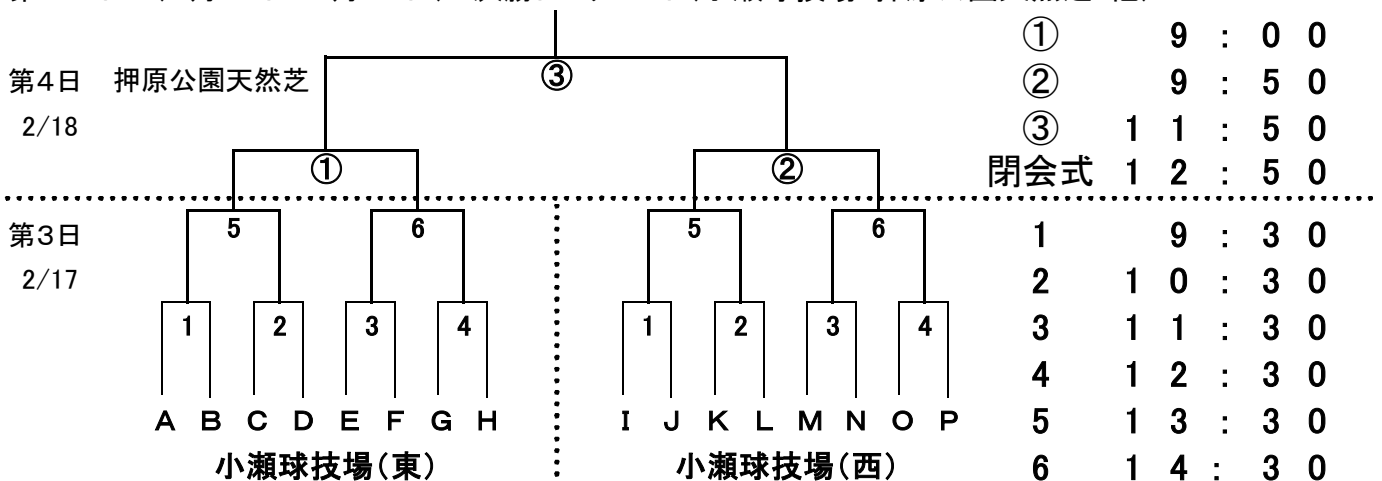 ① 9:00
第4日 押原公園天然芝 ③ ② 9:50
2/18 ③ 11:50
① ② 閉会式 12:50
第3日 5 6 5 6 1 9:30
2/17 2 10:30
1 2 3 4 1 2 3 4 3 11:30
4 12:30
A B C D E F G H I J K L M N O P 5 13:30
小瀬球技場(東) 小瀬球技場(西) 6 14:30